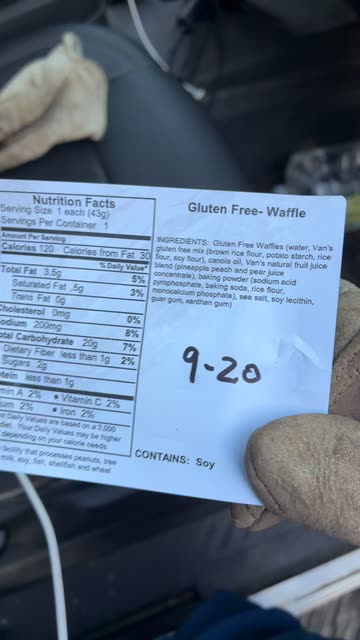 Nutrition Facts
Serving Size 1 each (43g)
Servings Per Container 1
Amount Per Serving
Calories 120 Calories from Fat 30
% Daily Value*
Total Fat 3.5g 5%
Saturated Fat .5g 3%
Trans Fat 0g
Cholesterol 0mg 0%
odium 200mg 8%
tal Carbohydrate 20g 7%
Dietary Fiber less than 1g 2%
Sugars 2g
tein less than 1g
min A 2% • Vitamin C 2%
ium 2% • Iron 2%
nt Daily Values are based on a 2,000
diet. Your Daily Values may be higher
depending on your calorie needs.
facility that processes peanuts, tree
milk, soy, fish, shellfish and wheat
Gluten Free- Waffle
INGREDIENTS: Gluten Free Waffles (water, Van's
gluten free mix (brown rice flour, potato starch, rice
flour, soy flour), canola oil, Van's natural fruit juice
blend (pineapple peach and pear juice
concentrate), baking powder (sodium acid
pyrophosphate, baking soda, rice flour,
monocalcium phosphate), sea salt, soy lecithin,
guar gum, xanthan gum)
9-20
CONTAINS: Soy